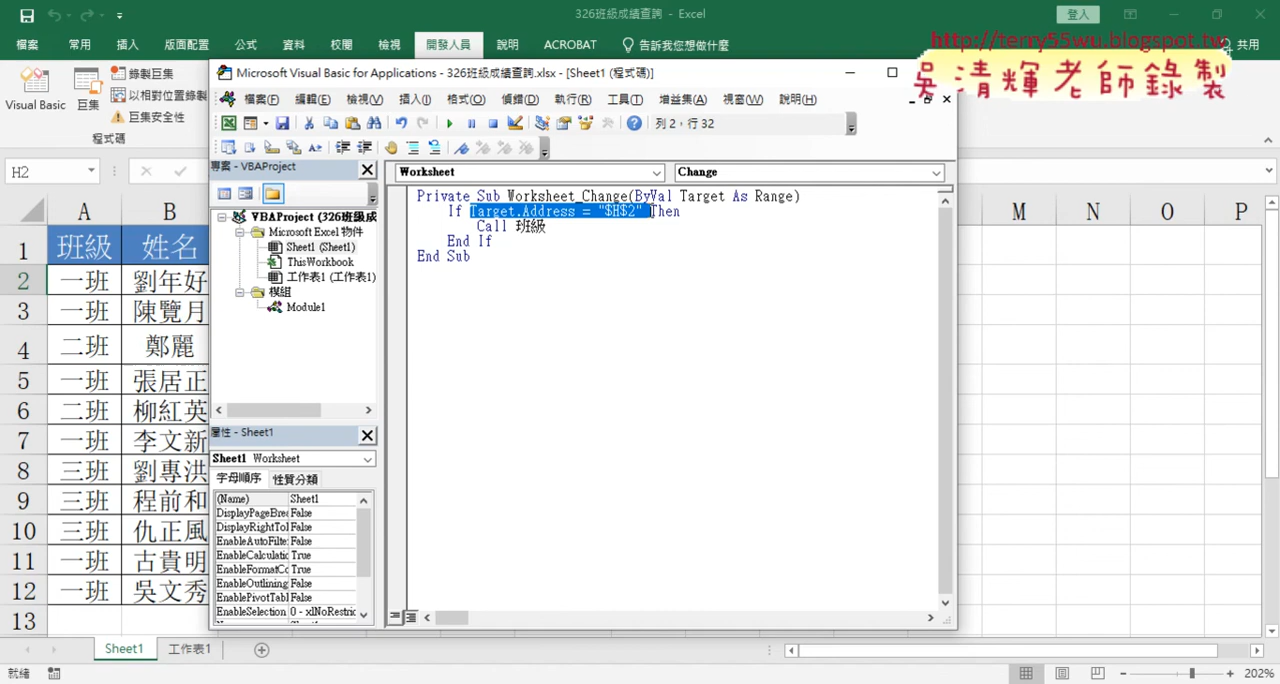 326班級成績查詢 - Excel
登入
檔案 常用 插入 版面配置 公式 資料 校閱 檢視 開發人員 說明 ACROBAT 告訴我您想做什麼 共用
http://terry55wu.blogspot.tw
吳清輝老師錄製
Visual Basic
巨集
錄製巨集
以相對位置錄製
巨集安全性
程式碼
H2
Microsoft Visual Basic for Applications - 326班級成績查詢.xlsx - [Sheet1 (程式碼)]
檔案(F) 編輯(E) 檢視(V) 插入(I) 格式(O) 偵錯(D) 執行(R) 工具(T) 增益集(A) 視窗(W) 說明(H)
列 2，行 32
專案 - VBAProject
VBAProject (326班級成
Microsoft Excel 物件
Sheet1 (Sheet1)
ThisWorkbook
工作表1 (工作表1)
模組
Module1
屬性 - Sheet1
Sheet1 Worksheet
字母順序 性質分類
(Name) Sheet1
DisplayPageBre False
DisplayRightTo False
EnableAutoFilte False
EnableCalculatic True
EnableFormatCo True
EnableOutlining False
EnablePivotTabl False
EnableSelection 0 - xlNoRestric
Worksheet
Change
Private Sub Worksheet_Change(ByVal Target As Range)
If Target.Address = "$H$2" Then
Call 班級
End If
End Sub
A B M N O P
1 班級 姓名
2 一班 劉年好
3 一班 陳覽月
4 二班 鄭麗
5 一班 張居正
6 二班 柳紅英
7 一班 李文新
8 三班 劉專洪
9 三班 程前和
10 三班 仇正風
11 一班 古貴明
12 一班 吳文秀
13
Sheet1 工作表1
就緒
202%